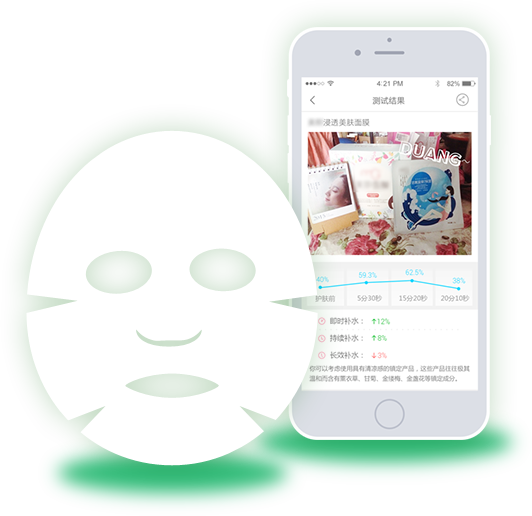 4:21 PM 82%
测试结果
浸透美肤面膜
DUANG~
40% 59.3% 62.5% 38%
护肤前 5分30秒 15分20秒 20分10秒
即时补水： 12%
持续补水： 8%
长效补水： 3%
你可以考虑使用具有清凉感的镇定产品，这些产品往往极其
温和而含有薰衣草、甘菊、金缕梅、金盏花等镇定成分。